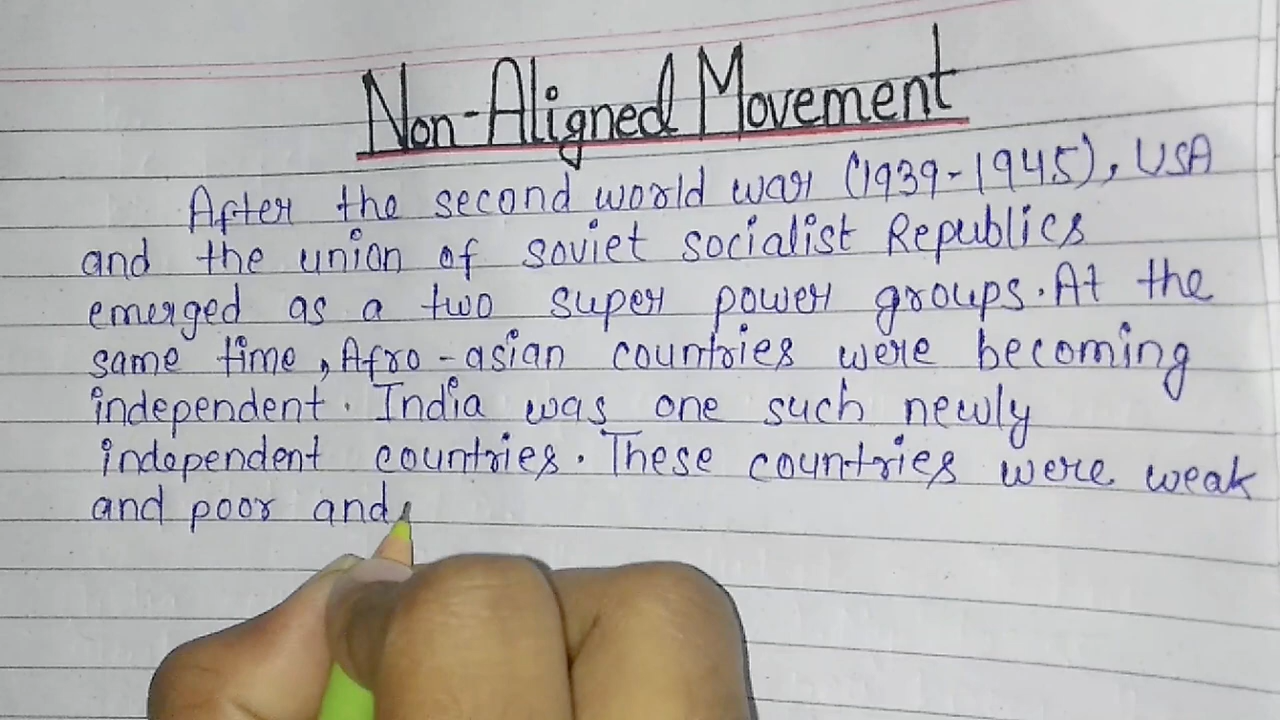 Non-Aligned Movement
After the second world war (1939-1945), USA
and the union of soviet socialist Republics
emerged as a two super power groups. At the
same time, Afro-asian countries were becoming
independent. India was one such newly
independent countries. These countries were weak
and poor and